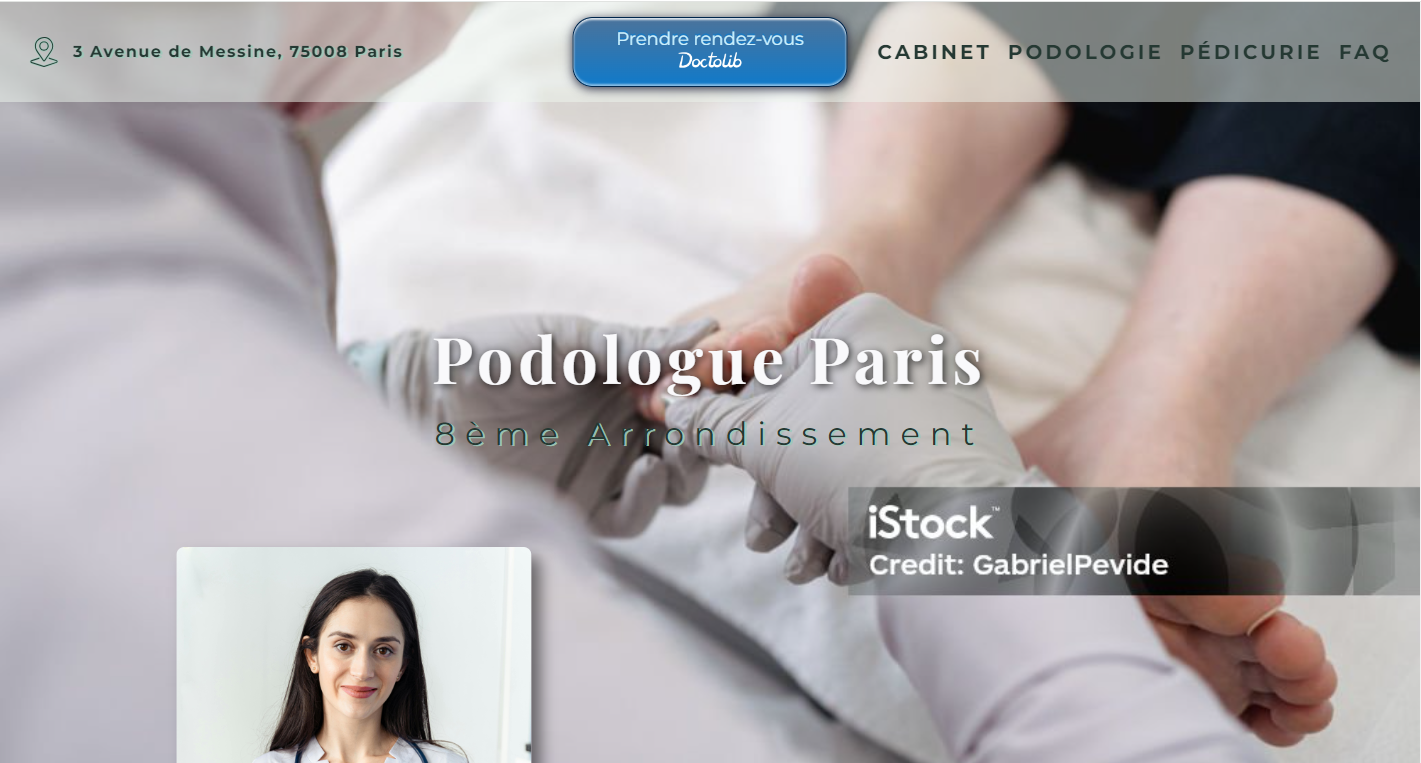 3 Avenue de Messine, 75008 Paris
Prendre rendez-vous
Doctolib
CABINET PODOLOGIE PÉDICURIE FAQ
Podologue Paris
8ème Arrondissement
iStock™
Credit: GabrielPevide